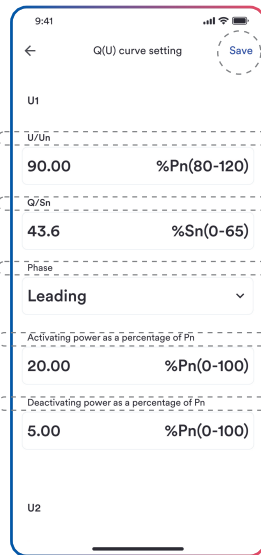 9:41
Q(U) curve setting Save
U1
U/Un
90.00 %Pn(80-120)
Q/Sn
43.6 %Sn(0-65)
Phase
Leading
Activating power as a percentage of Pn
20.00 %Pn(0-100)
Deactivating power as a percentage of Pn
5.00 %Pn(0-100)
U2